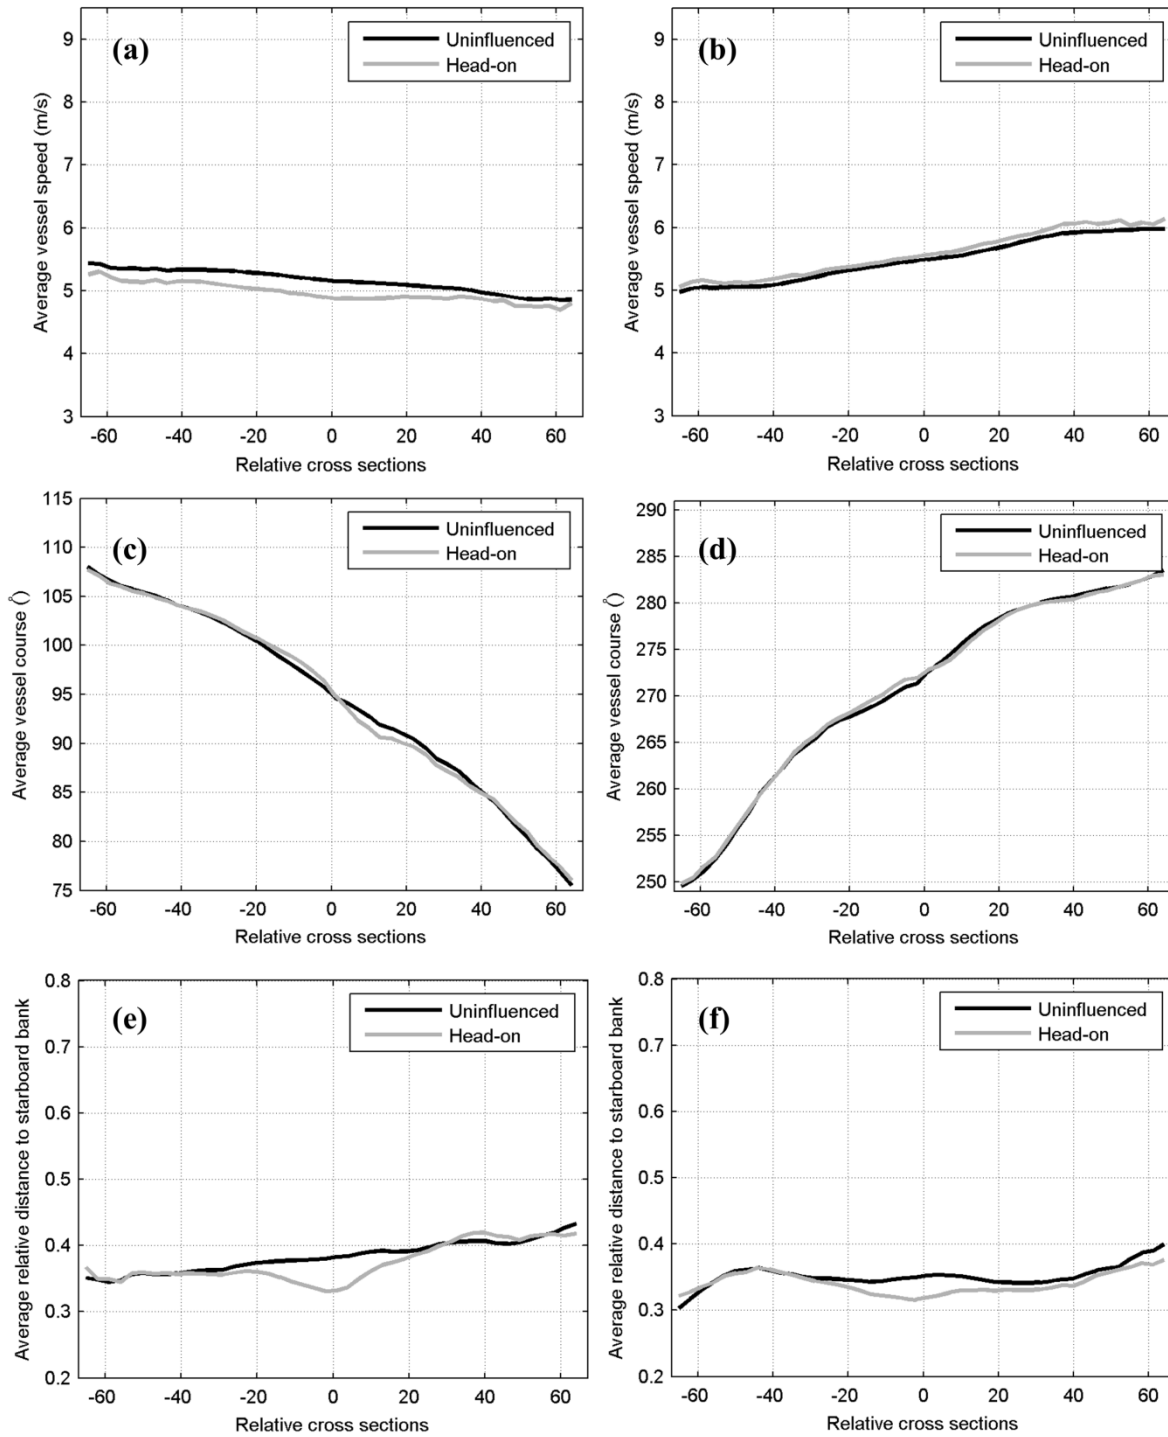 (a)
Uninfluenced
Head-on
9
8
7
6
5
4
3
Average vessel speed (m/s)
-60 -40 -20 0 20 40 60
Relative cross sections
(b)
Uninfluenced
Head-on
9
8
7
6
5
4
3
Average vessel speed (m/s)
-60 -40 -20 0 20 40 60
Relative cross sections
(c)
Uninfluenced
Head-on
115
110
105
100
95
90
85
80
75
Average vessel course (Å)
-60 -40 -20 0 20 40 60
Relative cross sections
(d)
Uninfluenced
Head-on
290
285
280
275
270
265
260
255
250
Average vessel course (Å)
-60 -40 -20 0 20 40 60
Relative cross sections
(e)
Uninfluenced
Head-on
0.8
0.7
0.6
0.5
0.4
0.3
0.2
Average relative distance to starboard bank
-60 -40 -20 0 20 40 60
Relative cross sections
(f)
Uninfluenced
Head-on
0.8
0.7
0.6
0.5
0.4
0.3
0.2
Average relative distance to starboard bank
-60 -40 -20 0 20 40 60
Relative cross sections